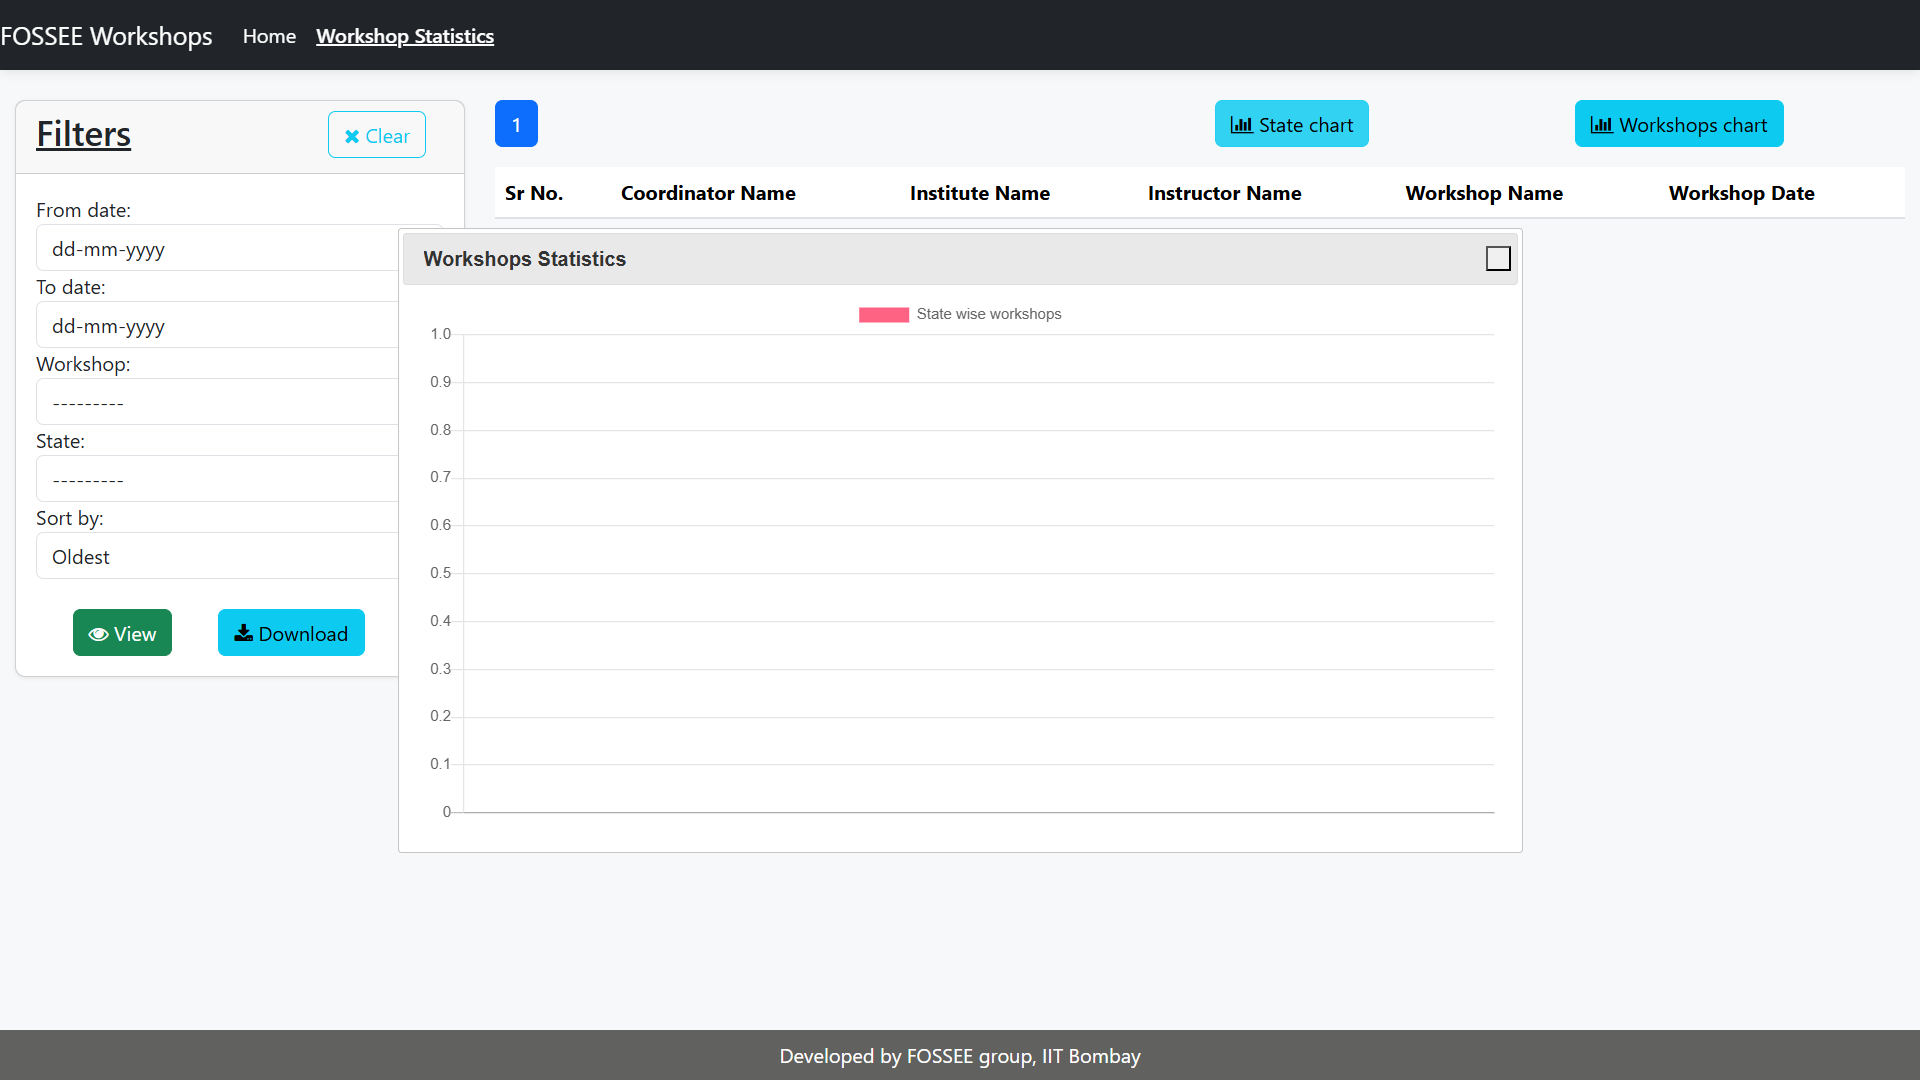 FOSSEE Workshops Home Workshop Statistics
Filters
Clear
From date:
dd-mm-yyyy
To date:
dd-mm-yyyy
Workshop:
---------
State:
---------
Sort by:
Oldest
View Download
1 State chart Workshops chart
Sr No. Coordinator Name Institute Name Instructor Name Workshop Name Workshop Date
Workshops Statistics
State wise workshops
1.0
0.9
0.8
0.7
0.6
0.5
0.4
0.3
0.2
0.1
0
Developed by FOSSEE group, IIT Bombay